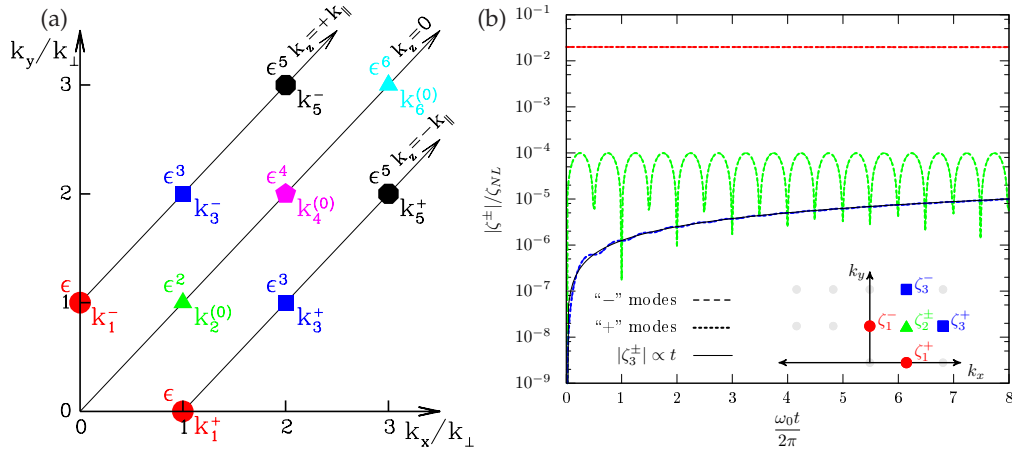 (a)
k_y/k_⊥
3
2
1
0
0
1
2
3
k_x/k_⊥
k_z=+k_∥
k_z=0
k_z=-k_∥
ϵ^5
k_5^-
ϵ^6
k_6^(0)
ϵ^3
k_3^-
ϵ^4
k_4^(0)
ϵ^5
k_5^+
ϵ
k_1^-
ϵ^2
k_2^(0)
ϵ^3
k_3^+
ϵ
k_1^+
(b)
|ζ^±|/ζ_NL
10^-1
10^-2
10^-3
10^-4
10^-5
10^-6
10^-7
10^-8
10^-9
"−" modes
"+" modes
|ζ_3^±| ∝ t
k_y
ζ_3^-
ζ_1^-
ζ_2^±
ζ_3^+
ζ_1^+
k_x
0
1
2
3
4
5
6
7
8
ω_0 t
2π